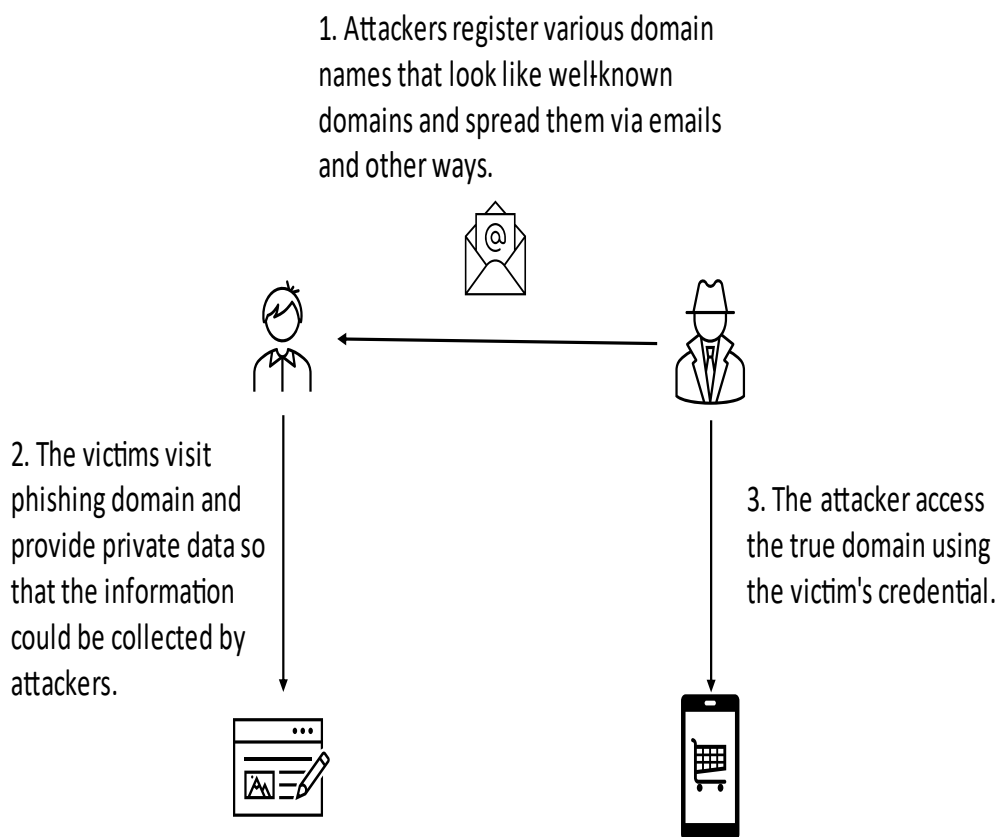 1. Attackers register various domain
names that look like well-known
domains and spread them via emails
and other ways.
@
2. The victims visit
phishing domain and
provide private data so
that the information
could be collected by
attackers.
3. The attacker access
the true domain using
the victim's credential.